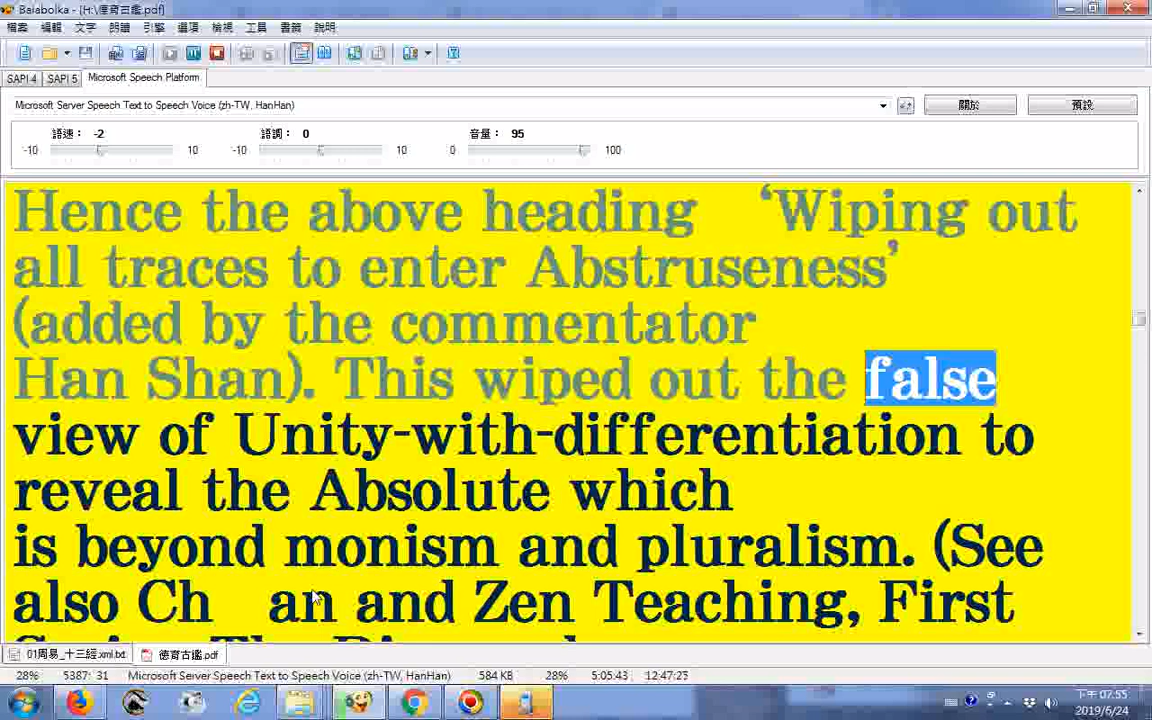 Balabolka - [H:\德育古鑑.pdf]
檔案 編輯 文字 朗讀 引擎 選項 檢視 工具 書籤 說明
SAPI 4 SAPI 5 Microsoft Speech Platform
Microsoft Server Speech Text to Speech Voice (zh-TW, HanHan) 關於 預設
語速： -2 語調： 0 音量： 95
-10 10 -10 10 0 100
Hence the above heading ‘Wiping out
all traces to enter Abstruseness’
(added by the commentator
Han Shan). This wiped out the false
view of Unity-with-differentiation to
reveal the Absolute which
is beyond monism and pluralism. (See
also Ch an and Zen Teaching, First
01周易_十三經.xml.txt 德育古鑑.pdf
28% 5387: 31 Microsoft Server Speech Text to Speech Voice (zh-TW, HanHan) 584 KB 28% 5:05:43 12:47:23
下午 07:55
2019/6/24